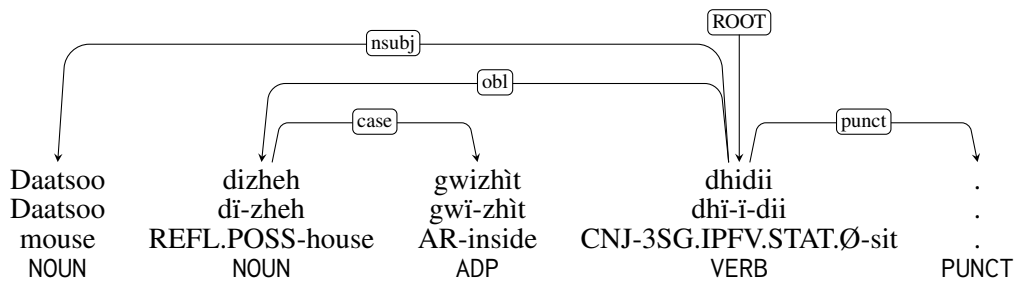 ROOT
nsubj
obl
case punct
Daatsoo dizheh gwizhìt dhidii .
Daatsoo dï-zheh gwï-zhìt dhï-ï-dii .
mouse REFL.POSS-house AR-inside CNJ-3SG.IPFV.STAT.Ø-sit .
NOUN NOUN ADP VERB PUNCT